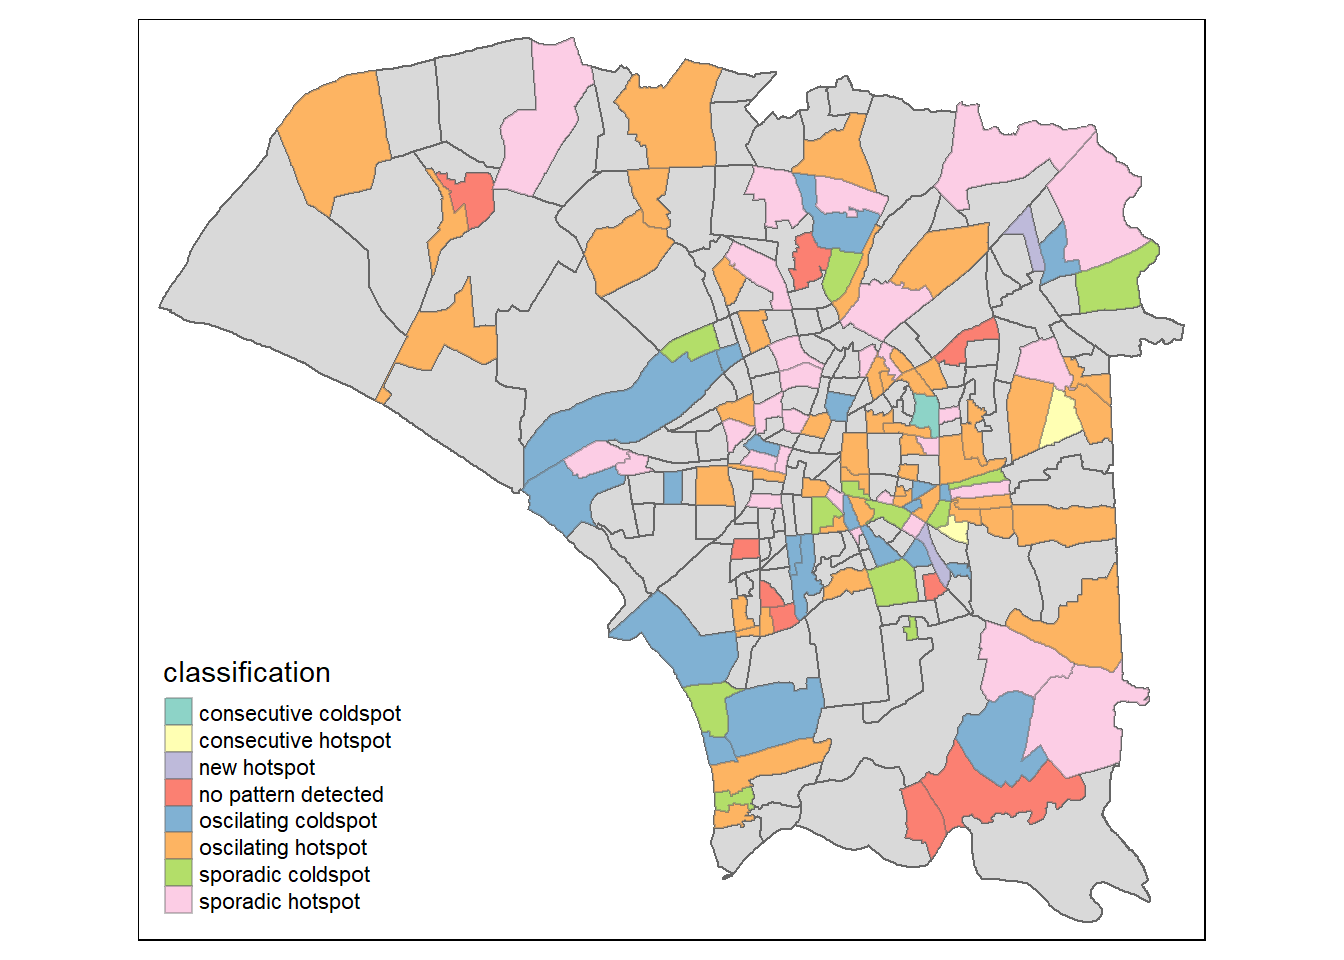 classification
consecutive coldspot
consecutive hotspot
new hotspot
no pattern detected
oscilating coldspot
oscilating hotspot
sporadic coldspot
sporadic hotspot